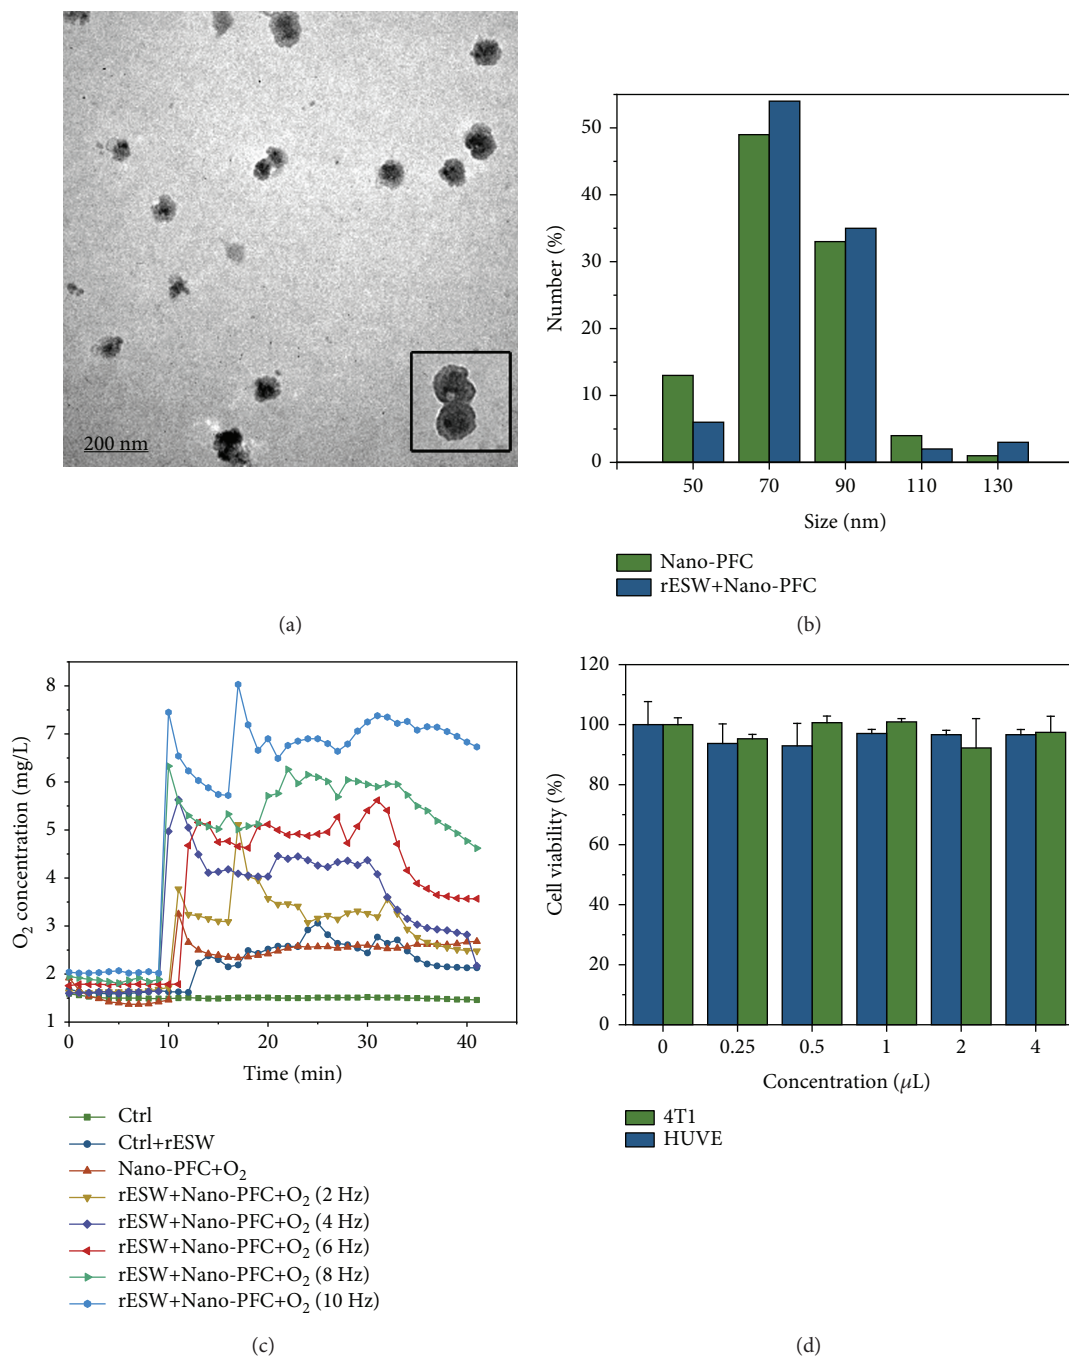 200 nm
(a)
50
40
30
20
10
0
Number (%)
50 70 90 110 130
Size (nm)
Nano-PFC
rESW+Nano-PFC
(b)
8
7
6
5
4
3
2
1
O₂ concentration (mg/L)
0 10 20 30 40
Time (min)
Ctrl
Ctrl+rESW
Nano-PFC+O₂
rESW+Nano-PFC+O₂ (2 Hz)
rESW+Nano-PFC+O₂ (4 Hz)
rESW+Nano-PFC+O₂ (6 Hz)
rESW+Nano-PFC+O₂ (8 Hz)
rESW+Nano-PFC+O₂ (10 Hz)
(c)
120
100
80
60
40
20
0
Cell viability (%)
0 0.25 0.5 1 2 4
Concentration (μL)
4T1
HUVE
(d)